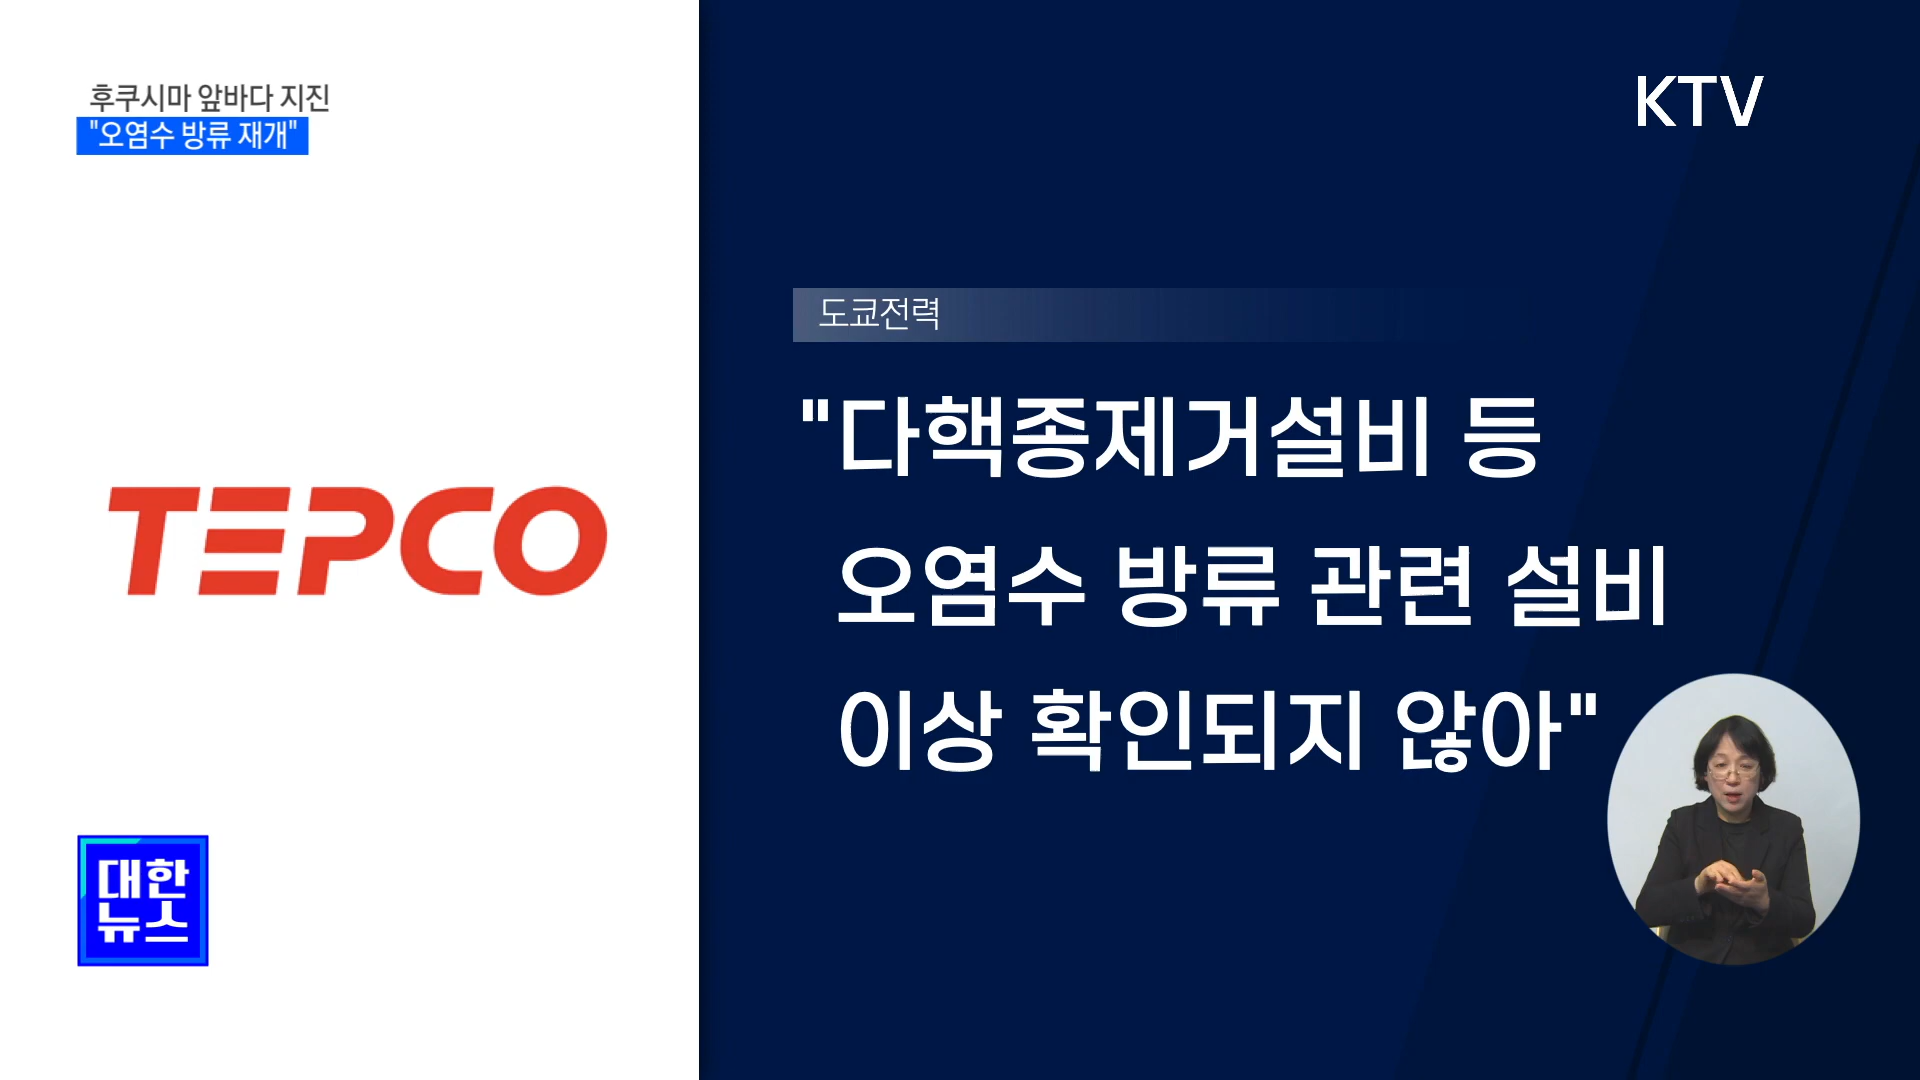 후쿠시마 앞바다 지진
"오염수 방류 재개"
KTV
도쿄전력
"다핵종제거설비 등
오염수 방류 관련 설비
이상 확인되지 않아"
TEPCO
대한
뉴스